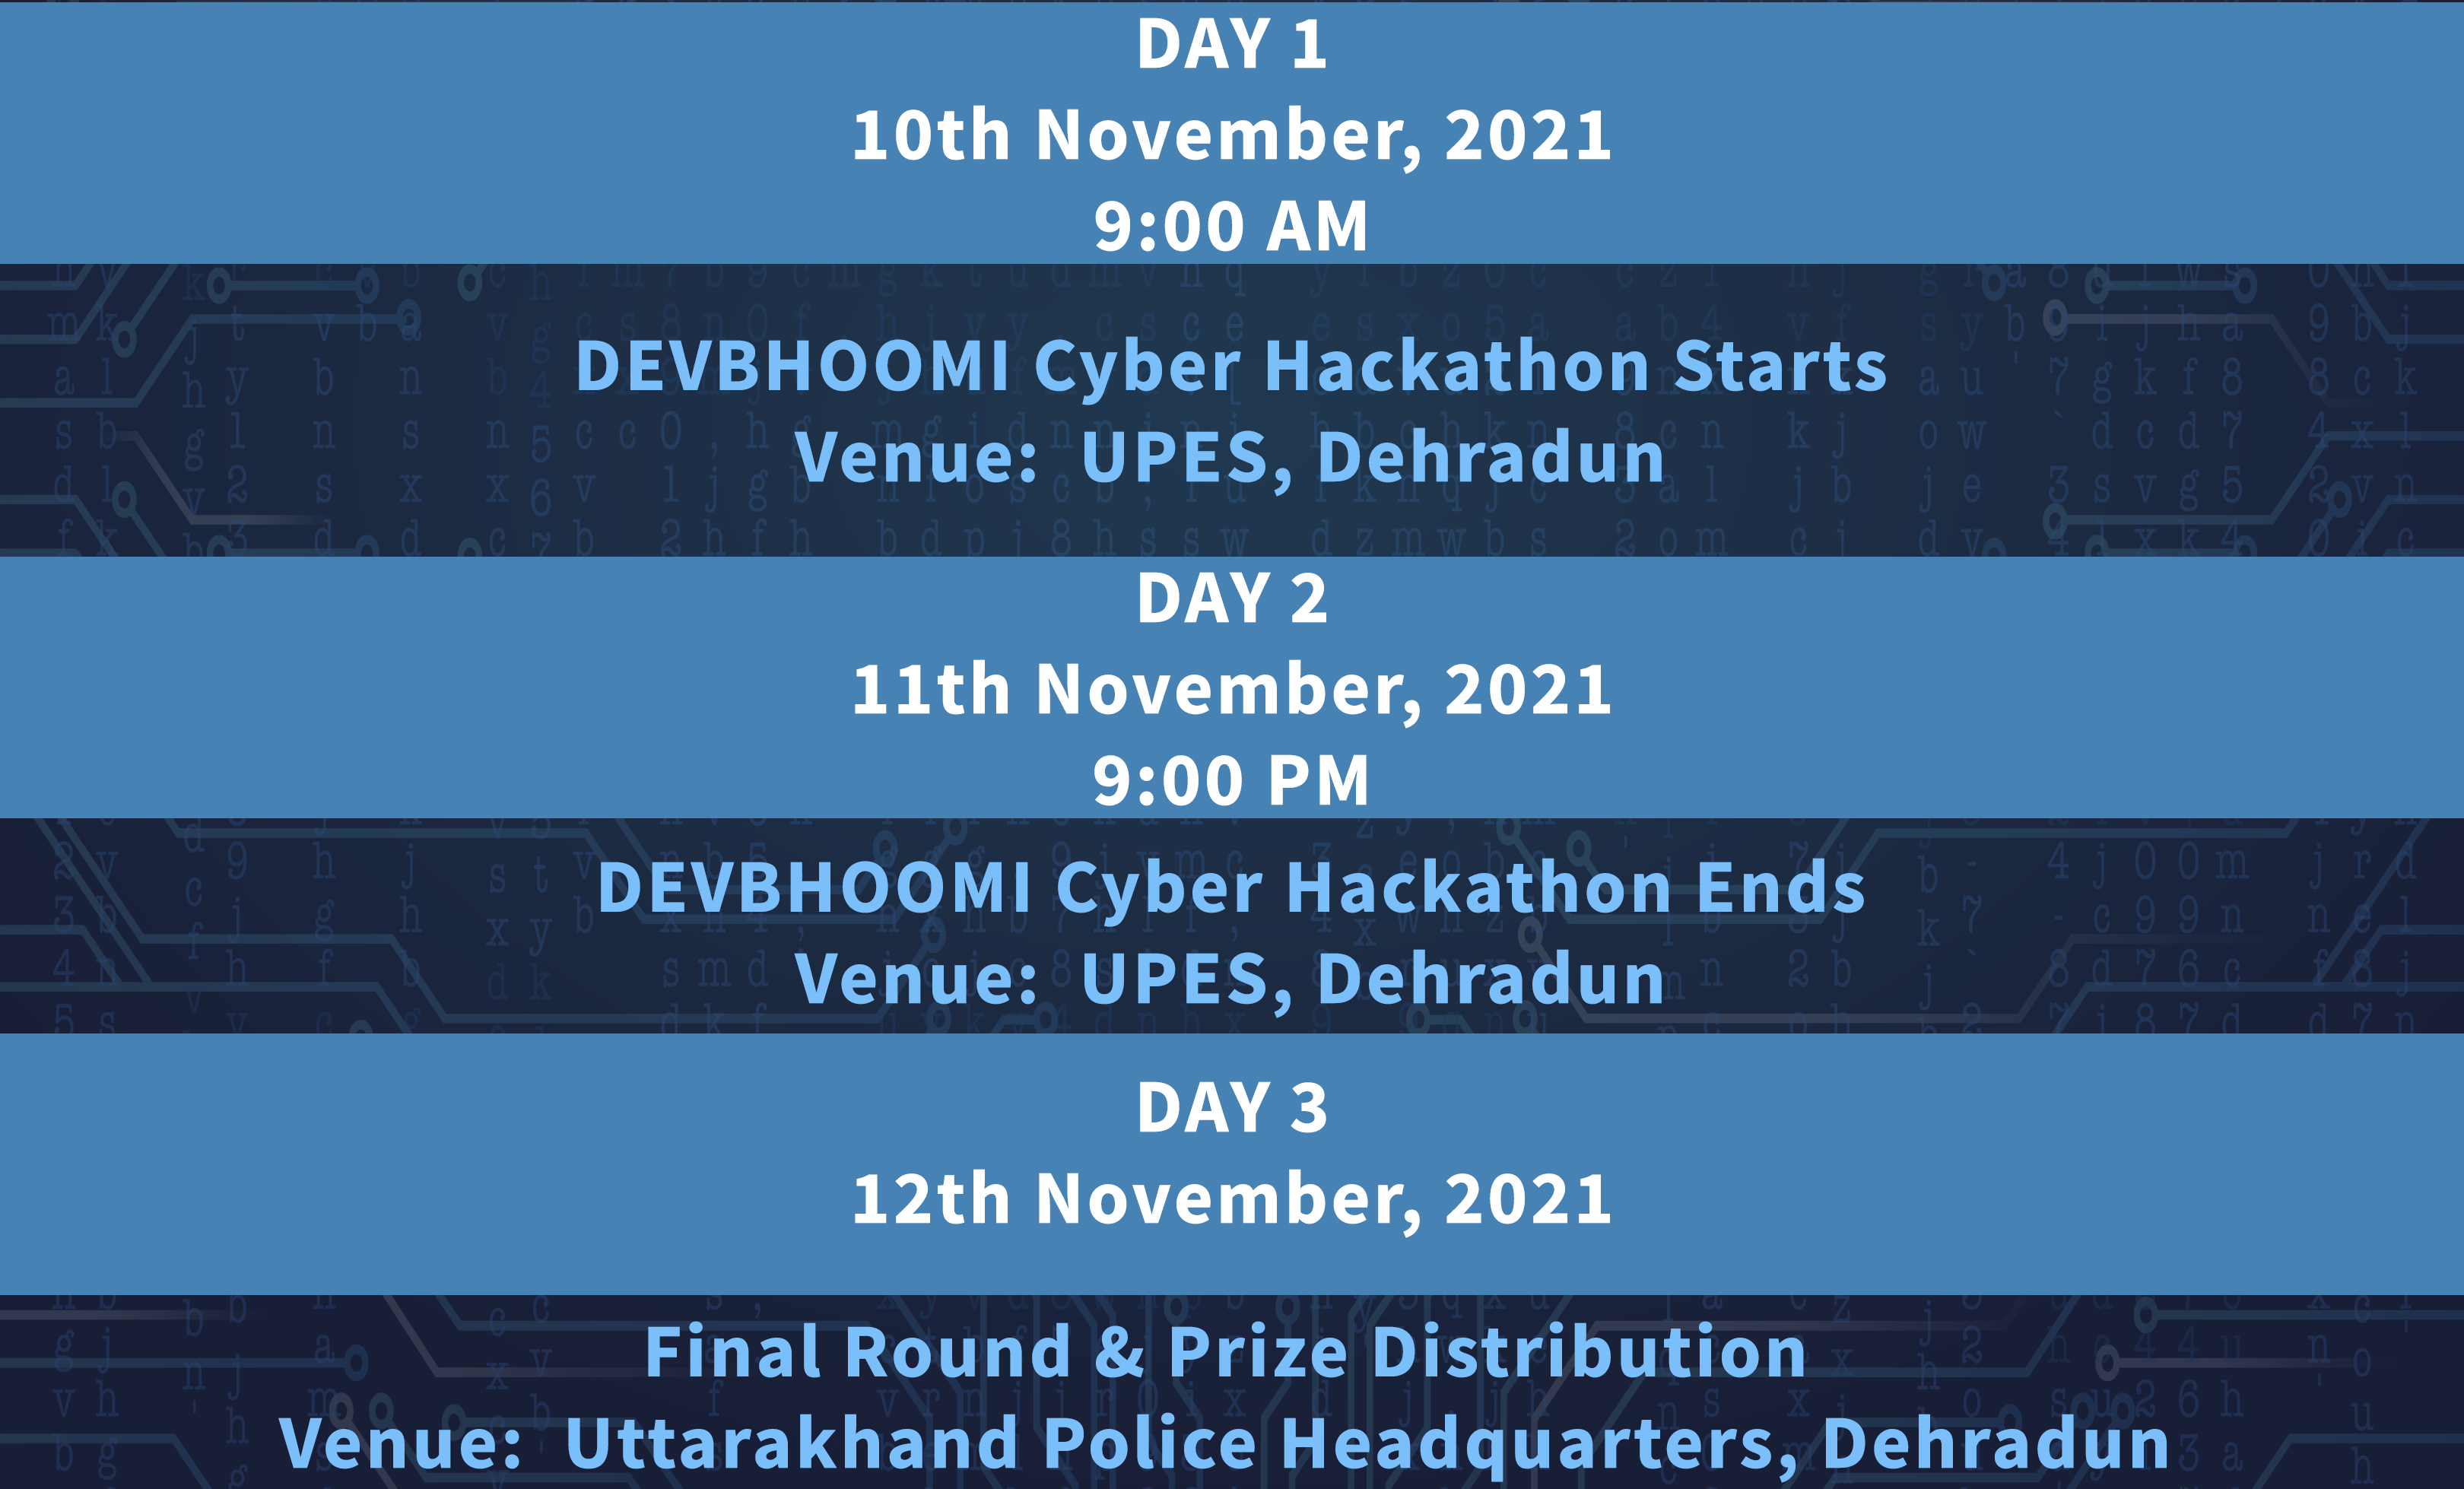 DAY 1
10th November, 2021
9:00 AM
DEVBHOOMI Cyber Hackathon Starts
Venue: UPES, Dehradun
DAY 2
11th November, 2021
9:00 PM
DEVBHOOMI Cyber Hackathon Ends
Venue: UPES, Dehradun
DAY 3
12th November, 2021
Final Round & Prize Distribution
Venue: Uttarakhand Police Headquarters, Dehradun